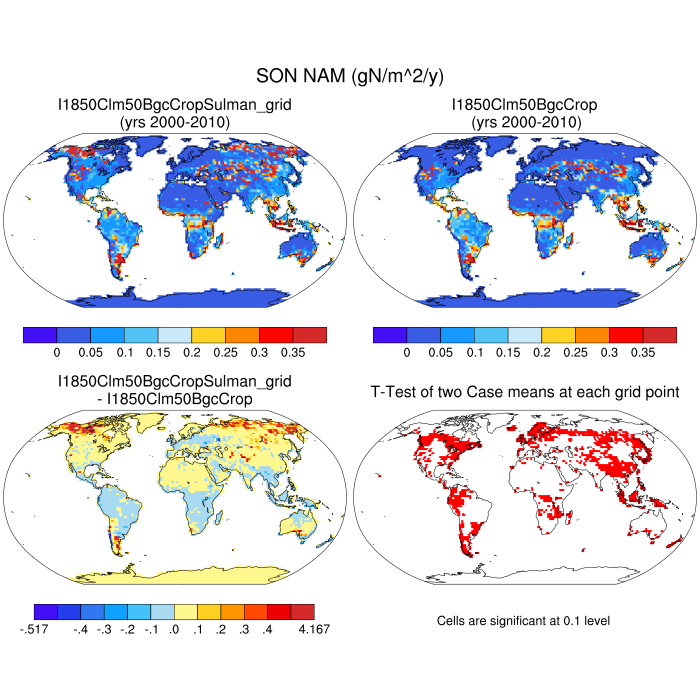 SON NAM (gN/m^2/y)
I1850Clm50BgcCropSulman_grid
(yrs 2000-2010)
I1850Clm50BgcCrop
(yrs 2000-2010)
0 0.05 0.1 0.15 0.2 0.25 0.3 0.35
0 0.05 0.1 0.15 0.2 0.25 0.3 0.35
I1850Clm50BgcCropSulman_grid
- I1850Clm50BgcCrop
T-Test of two Case means at each grid point
-.517 -.4 -.3 -.2 -.1 .0 .1 .2 .3 .4 4.167
Cells are significant at 0.1 level